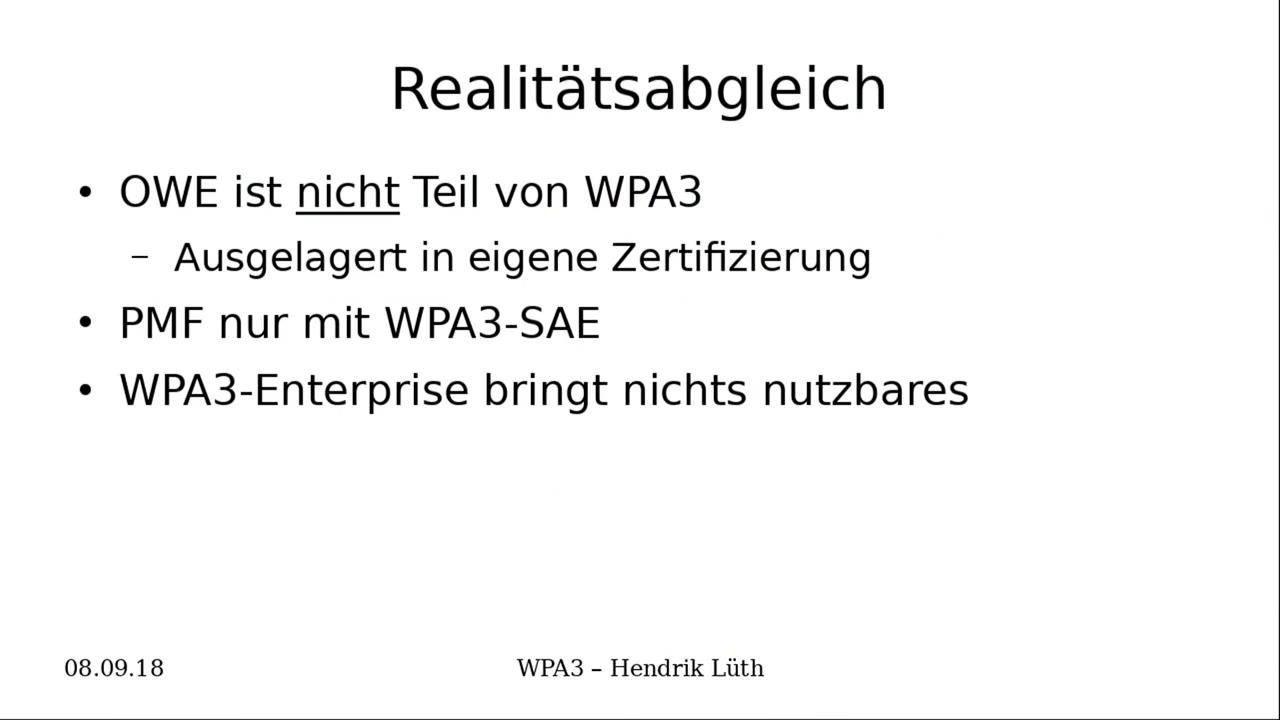 Realitätsabgleich
• OWE ist nicht Teil von WPA3
– Ausgelagert in eigene Zertifizierung
• PMF nur mit WPA3-SAE
• WPA3-Enterprise bringt nichts nutzbares
08.09.18
WPA3 – Hendrik Lüth